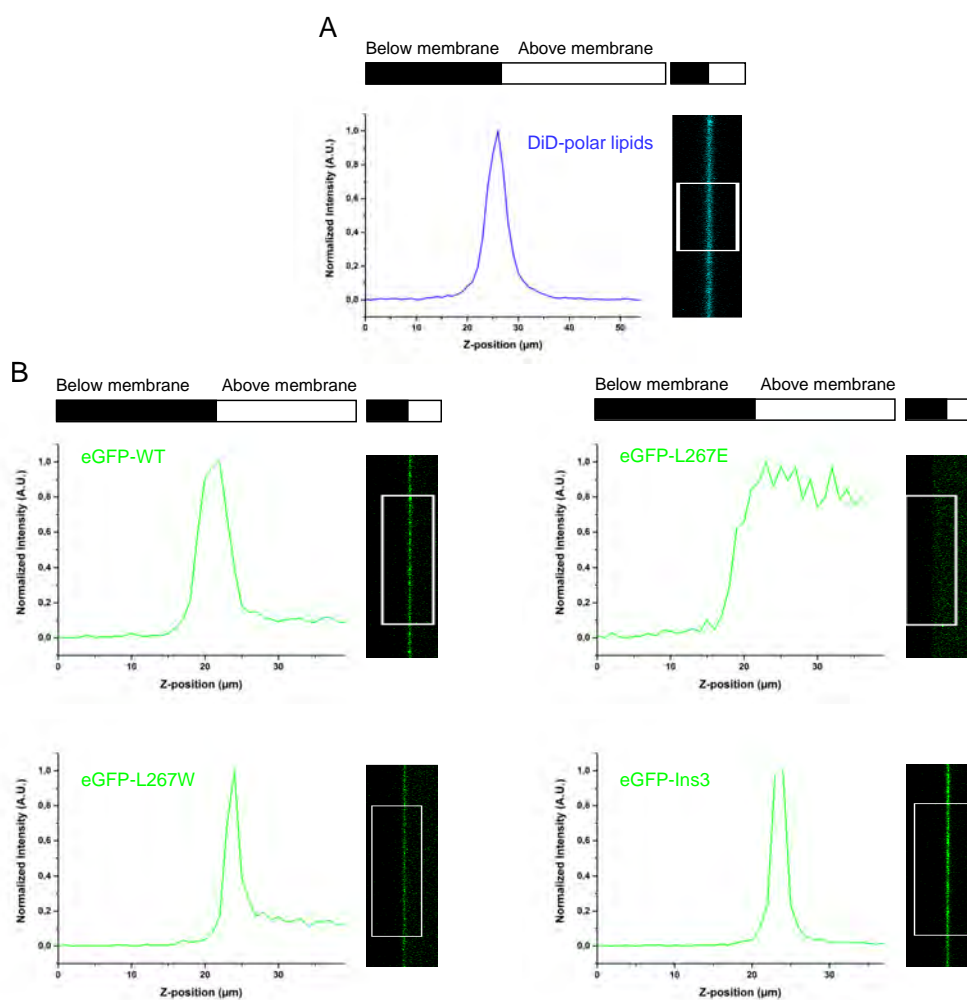 A
Below membrane Above membrane
DiD-polar lipids
Normalized Intensity (A.U.)
1,0
0,8
0,6
0,4
0,2
0,0
0 10 20 30 40 50
Z-position (µm)
B
Below membrane Above membrane
eGFP-WT
Normalized Intensity (A.U.)
1,0
0,8
0,6
0,4
0,2
0,0
0 10 20 30
Z-position (µm)
Below membrane Above membrane
eGFP-L267E
Normalized Intensity (A.U.)
1,0
0,8
0,6
0,4
0,2
0,0
0 10 20 30
Z-position (µm)
eGFP-L267W
Normalized Intensity (A.U.)
1,0
0,8
0,6
0,4
0,2
0,0
0 10 20 30
Z-position (µm)
eGFP-Ins3
Normalized Intensity (A.U.)
1,0
0,8
0,6
0,4
0,2
0,0
0 10 20 30
Z-position (µm)